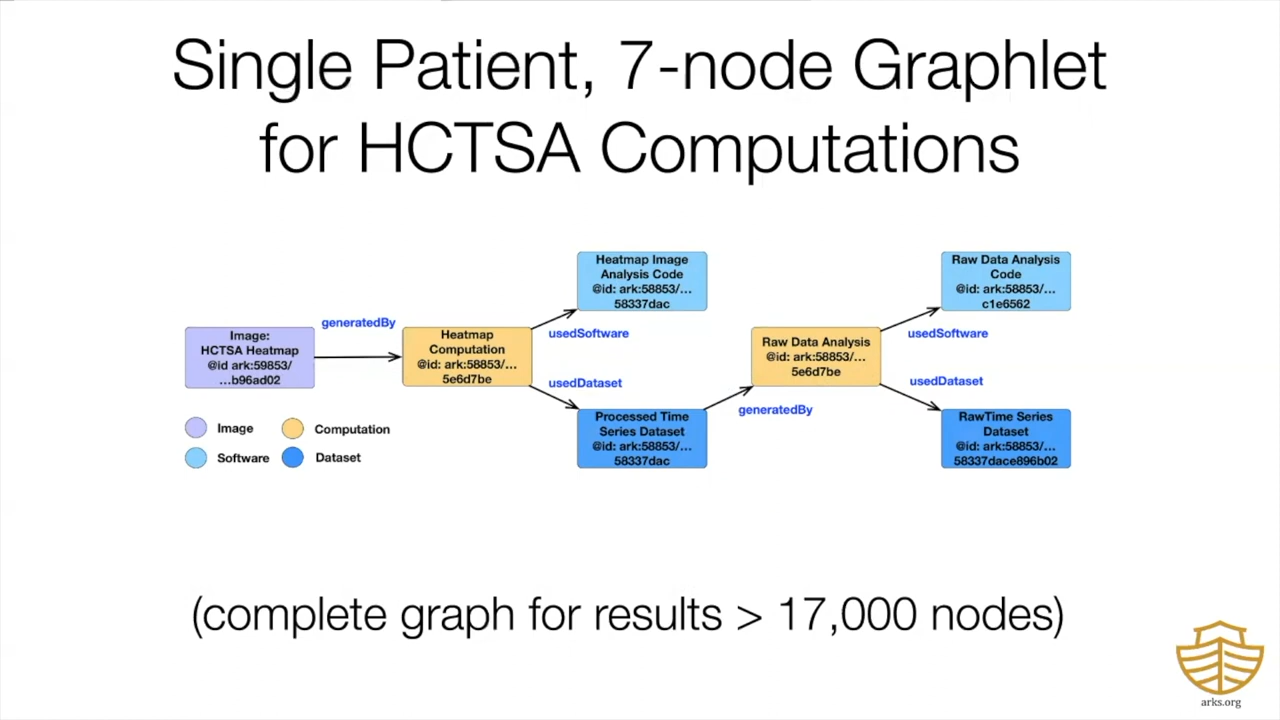 Single Patient, 7-node Graphlet
for HCTSA Computations
Image:
HCTSA Heatmap
@id ark:59853/
...b96ad02
generatedBy
Heatmap
Computation
@id: ark:58853/...
5e6d7be
Heatmap Image
Analysis Code
@id: ark:58853/...
58337dac
usedSoftware
usedDataset
Processed Time
Series Dataset
@id: ark:58853/...
58337dac
generatedBy
Raw Data Analysis
@id: ark:58853/...
5e6d7be
Raw Data Analysis
Code
@id: ark:58853/...
c1e6562
usedSoftware
usedDataset
RawTime Series
Dataset
@id: ark:58853/...
58337dace896b02
Image
Computation
Software
Dataset
(complete graph for results > 17,000 nodes)
arks.org